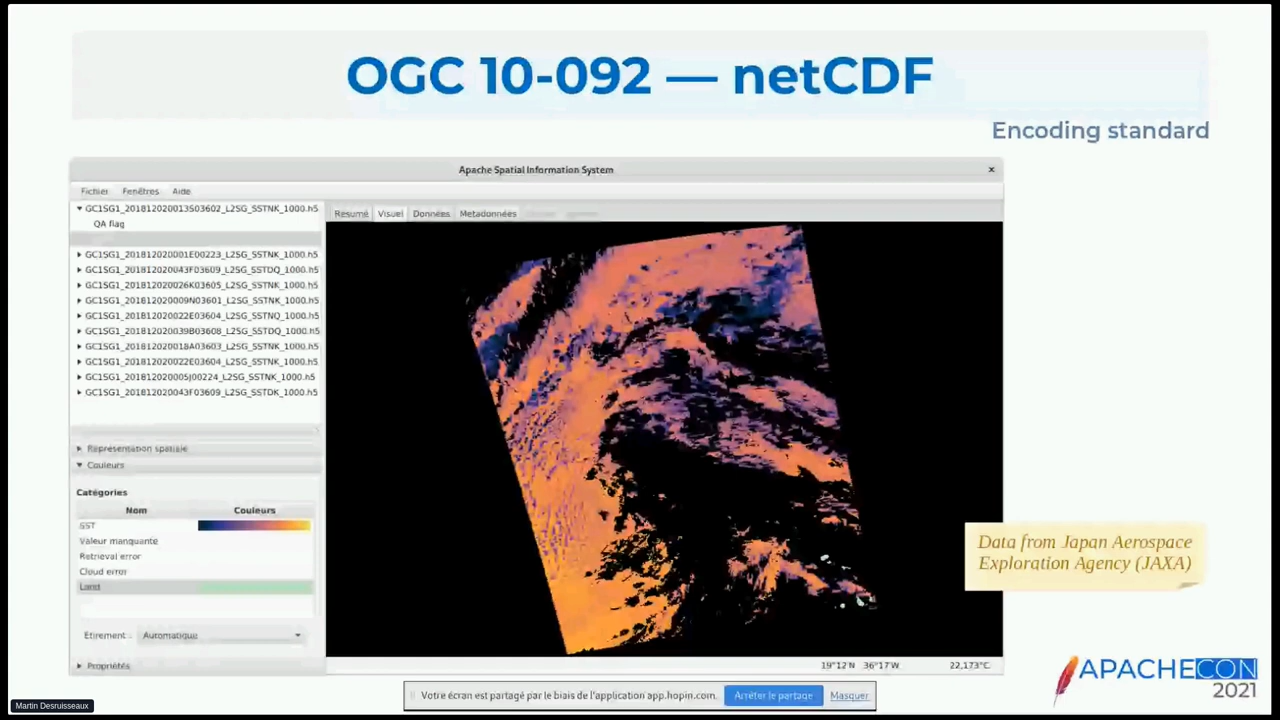 OGC 10-092 — netCDF
Encoding standard
Apache Spatial Information System
Fichier Fenêtres Aide
GC1SG1_201812020013S03602_L2SG_SSTNK_1000.h5
QA flag
GC1SG1_201812020001E00223_L2SG_SSTNK_1000.h5
GC1SG1_201812020043F03609_L2SG_SSTDQ_1000.h5
GC1SG1_201812020026K03605_L2SG_SSTNK_1000.h5
GC1SG1_201812020009N03601_L2SG_SSTNK_1000.h5
GC1SG1_201812020022E03604_L2SG_SSTNQ_1000.h5
GC1SG1_201812020039B03608_L2SG_SSTDQ_1000.h5
GC1SG1_201812020018A03603_L2SG_SSTNK_1000.h5
GC1SG1_201812020022E03604_L2SG_SSTNK_1000.h5
GC1SG1_201812020005J00224_L2SG_SSTNK_1000.h5
GC1SG1_201812020043F03609_L2SG_SSTDK_1000.h5
Résumé Visuel Données Metadonnées
Représentation spatiale
Couleurs
Catégories
Nom Couleurs
SST
Valeur manquante
Retrieval error
Cloud error
Land
Étirement : Automatique
Propriétés
19°12'N 36°17'W 22,173°C
Data from Japan Aerospace
Exploration Agency (JAXA)
Votre écran est partagé par le biais de l'application app.hopin.com. Arrêter le partage Masquer
APACHECON
2021
Martin Desruisseaux